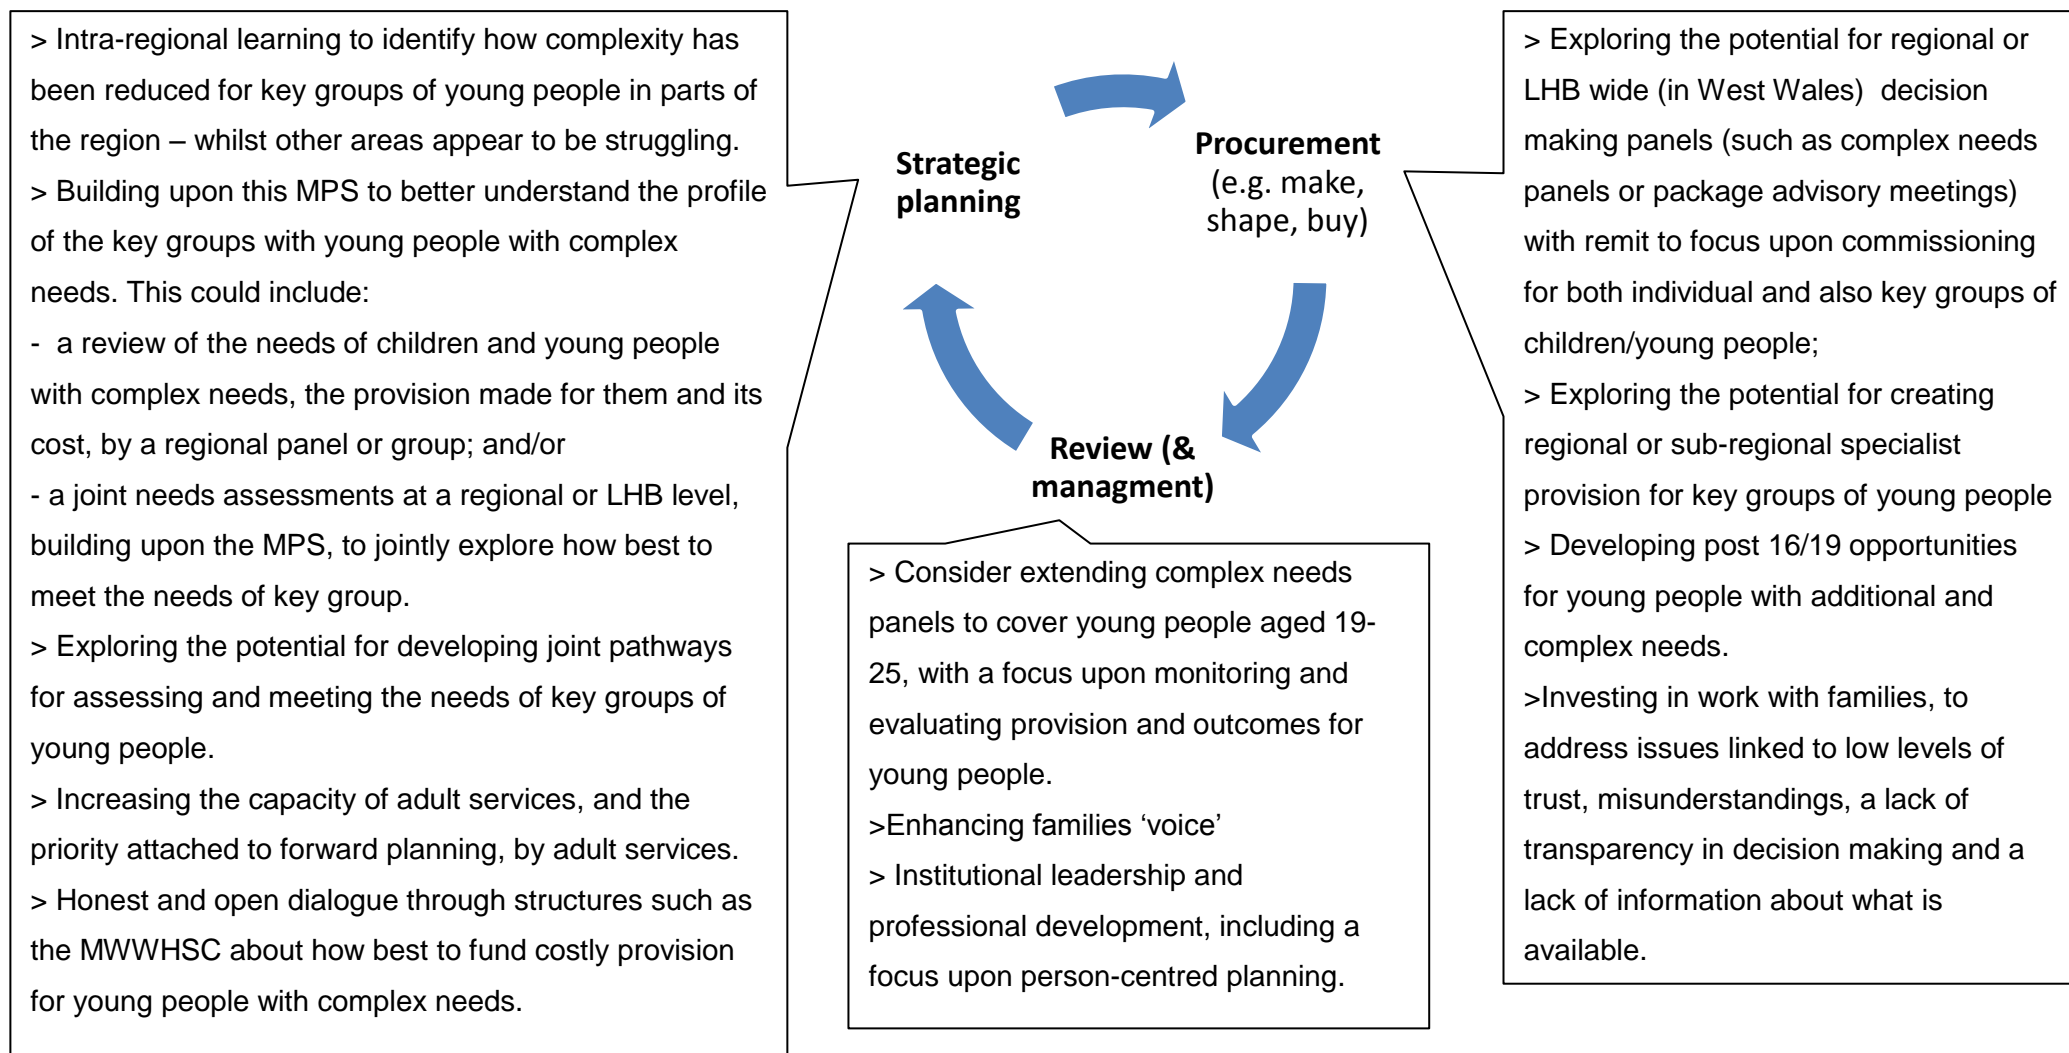 > Intra-regional learning to identify how complexity has
been reduced for key groups of young people in parts of
the region – whilst other areas appear to be struggling.
> Building upon this MPS to better understand the profile
of the key groups with young people with complex
needs. This could include:
- a review of the needs of children and young people
with complex needs, the provision made for them and its
cost, by a regional panel or group; and/or
- a joint needs assessments at a regional or LHB level,
building upon the MPS, to jointly explore how best to
meet the needs of key group.
> Exploring the potential for developing joint pathways
for assessing and meeting the needs of key groups of
young people.
> Increasing the capacity of adult services, and the
priority attached to forward planning, by adult services.
> Honest and open dialogue through structures such as
the MWWHSC about how best to fund costly provision
for young people with complex needs.
Strategic
planning
Procurement
(e.g. make,
shape, buy)
Review (&
managment)
> Consider extending complex needs
panels to cover young people aged 19-
25, with a focus upon monitoring and
evaluating provision and outcomes for
young people.
>Enhancing families ‘voice’
> Institutional leadership and
professional development, including a
focus upon person-centred planning.
> Exploring the potential for regional or
LHB wide (in West Wales) decision
making panels (such as complex needs
panels or package advisory meetings)
with remit to focus upon commissioning
for both individual and also key groups of
children/young people;
> Exploring the potential for creating
regional or sub-regional specialist
provision for key groups of young people
> Developing post 16/19 opportunities
for young people with additional and
complex needs.
>Investing in work with families, to
address issues linked to low levels of
trust, misunderstandings, a lack of
transparency in decision making and a
lack of information about what is
available.